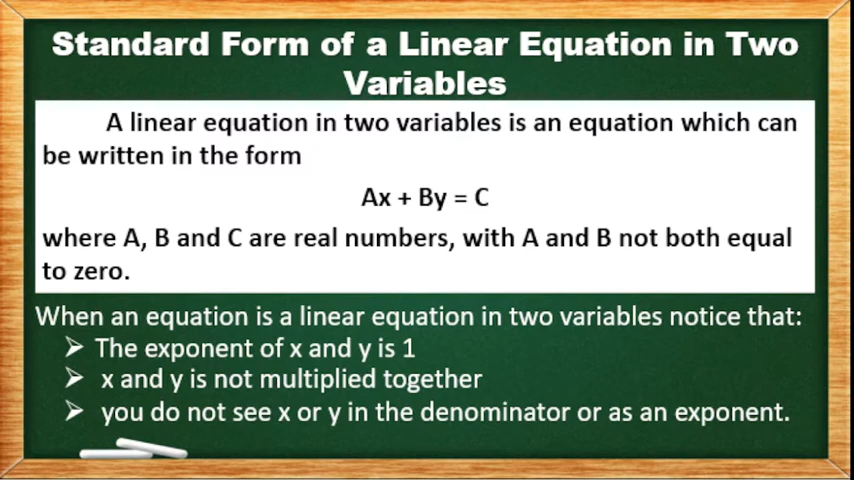 Standard Form of a Linear Equation in Two
Variables
A linear equation in two variables is an equation which can
be written in the form
Ax + By = C
where A, B and C are real numbers, with A and B not both equal
to zero.
When an equation is a linear equation in two variables notice that:
➢ The exponent of x and y is 1
➢ x and y is not multiplied together
➢ you do not see x or y in the denominator or as an exponent.